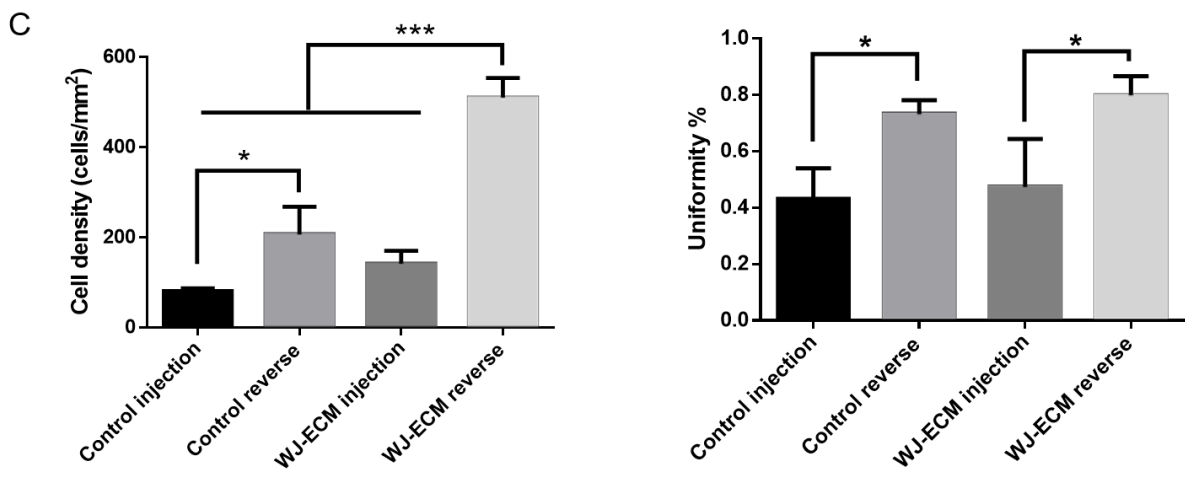 C
Cell density (cells/mm²)
600
400
200
0
***
*
Control injection
Control reverse
WJ-ECM injection
WJ-ECM reverse
Uniformity %
1.0
0.8
0.6
0.4
0.2
0.0
*
*
Control injection
Control reverse
WJ-ECM injection
WJ-ECM reverse